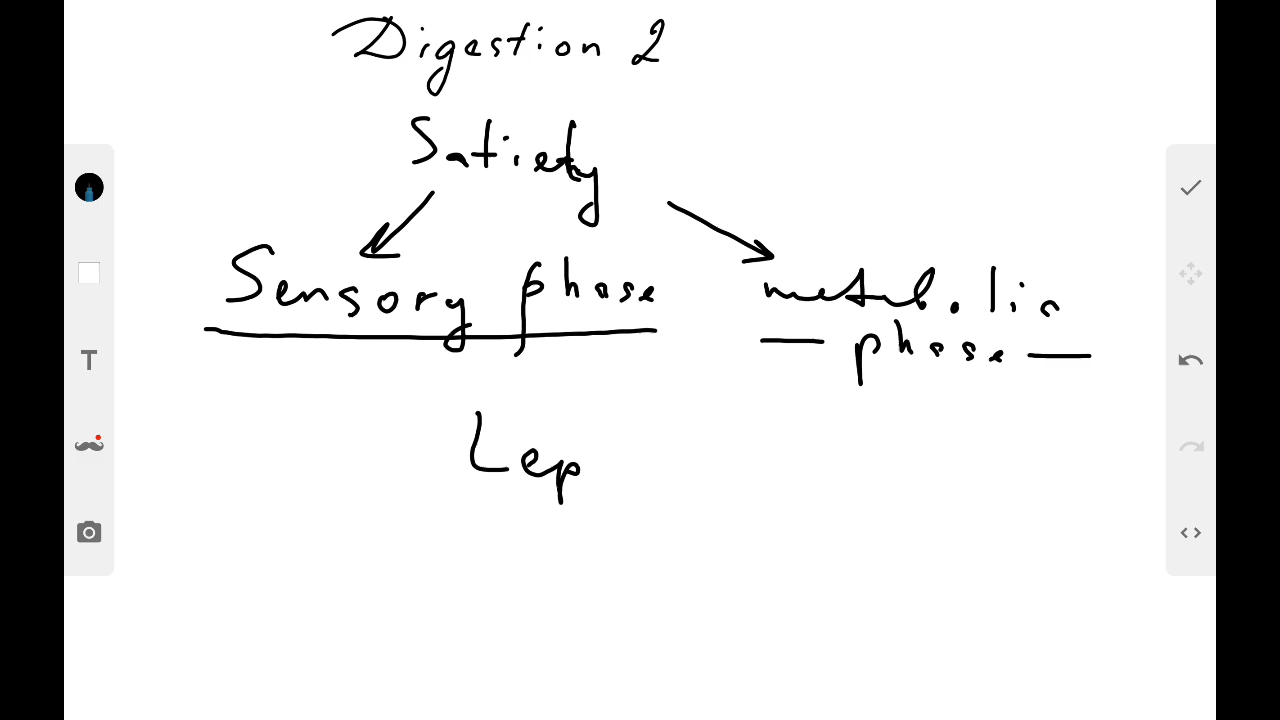 Digestion 2
Satiety
Sensory phase
metabolic
phase
Lep
T